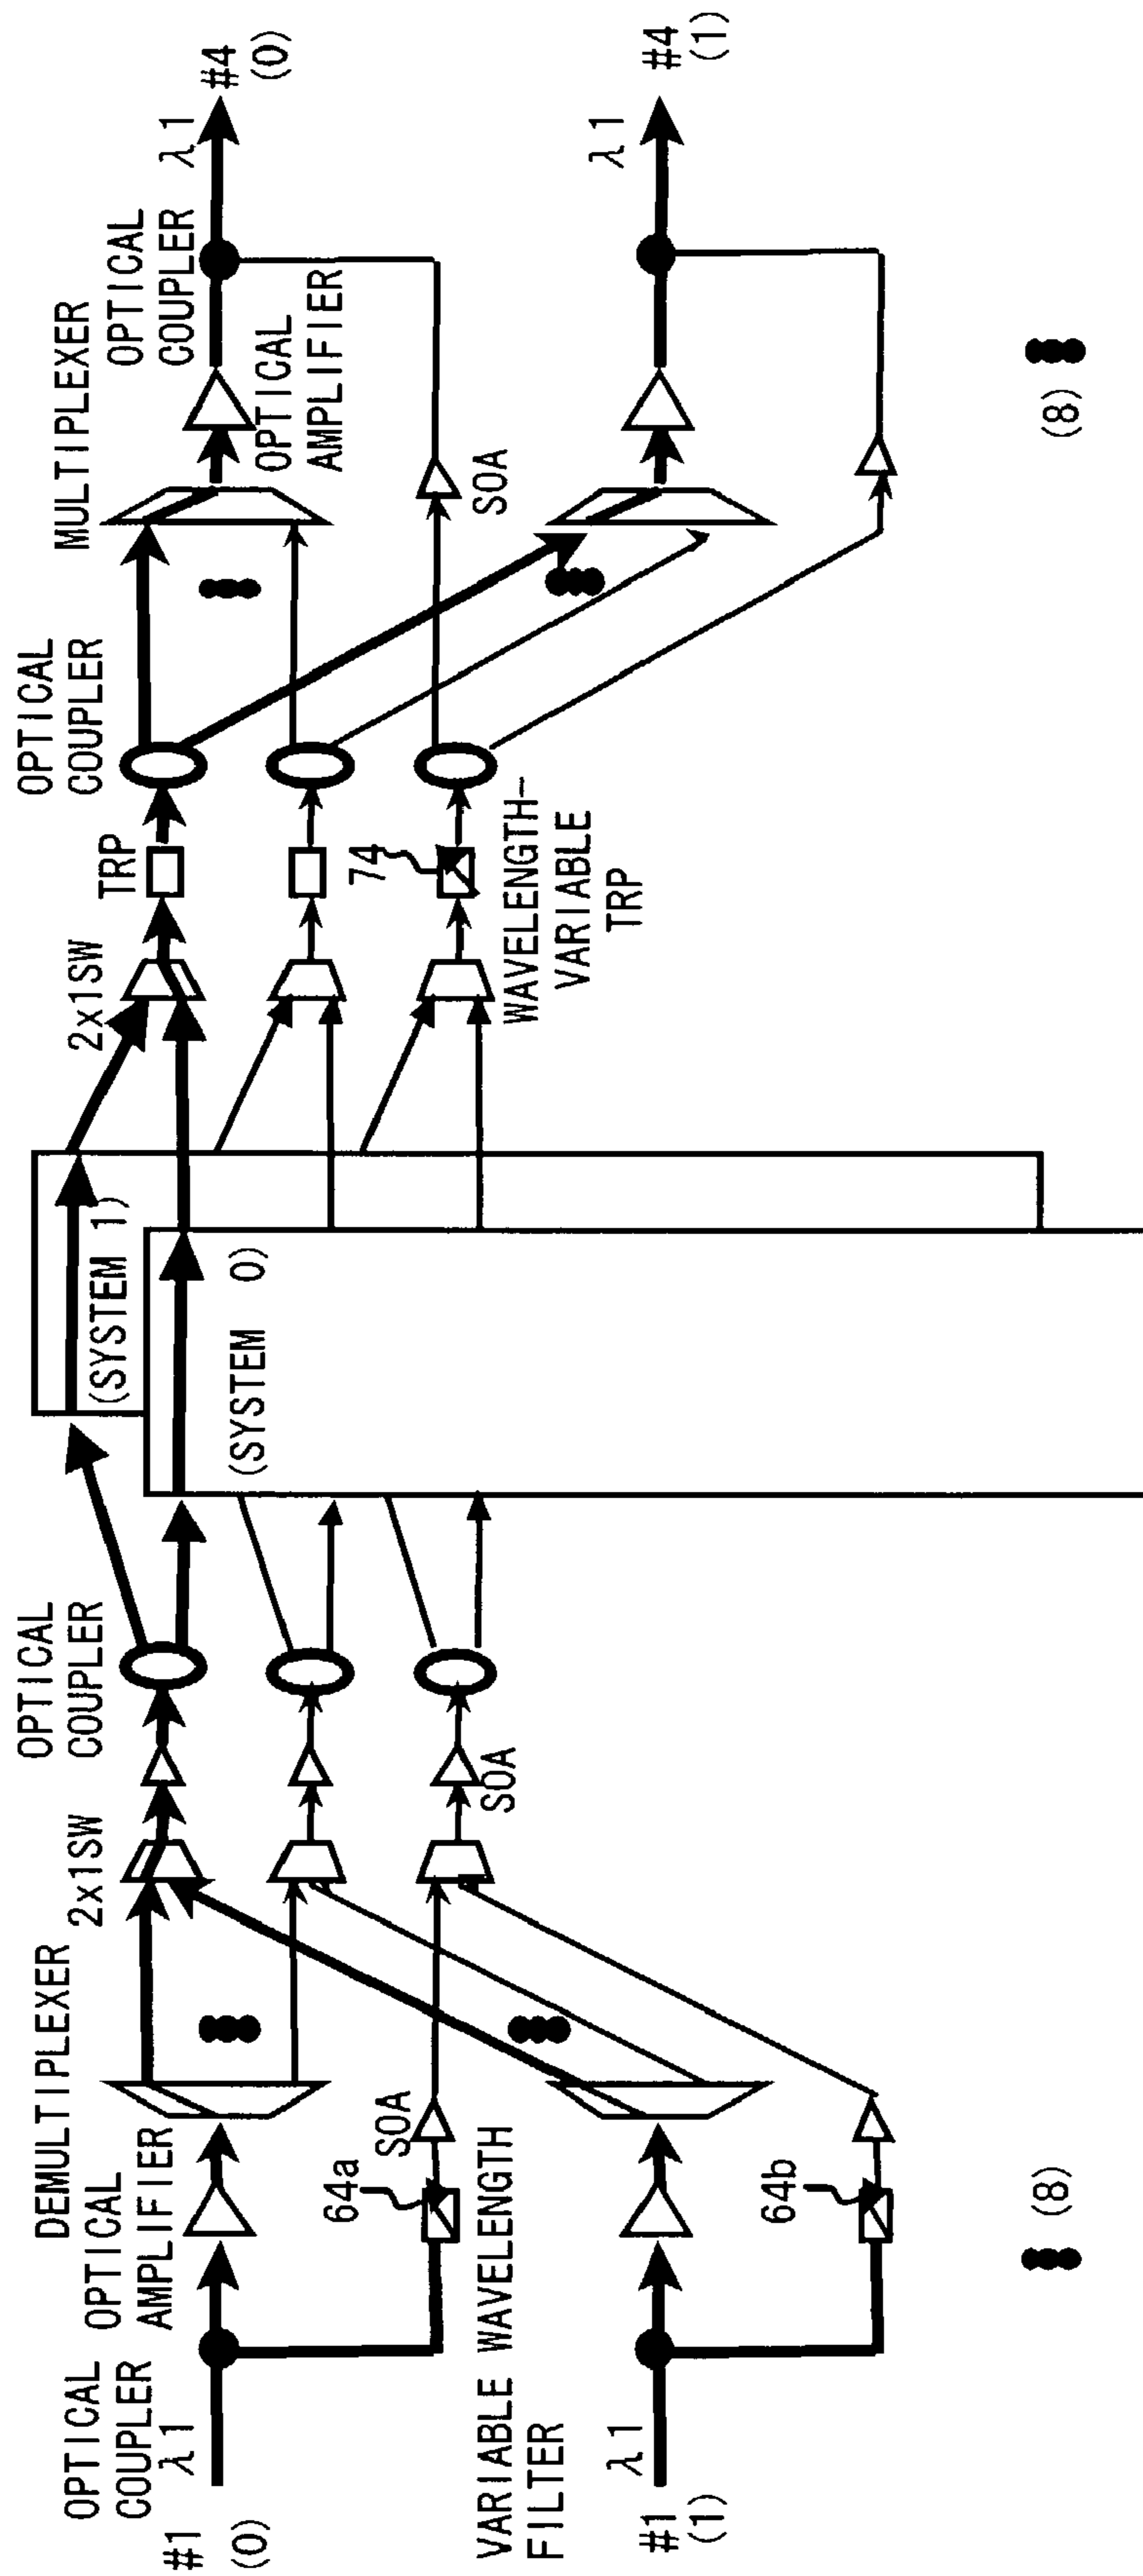 #1
(0)
OPTICAL
COUPLER
λ1
OPTICAL
AMPLIFIER
DEMULTIPLEXER
2x1SW
OPTICAL
COUPLER
(SYSTEM 1)
(SYSTEM 0)
2x1SW
TRP
OPTICAL
COUPLER
MULTIPLEXER
OPTICAL
COUPLER
OPTICAL
AMPLIFIER
λ1
#4
(0)
64a
SOA
SOA
74
WAVELENGTH-
VARIABLE
TRP
SOA
VARIABLE WAVELENGTH
FILTER
#1
(1)
λ1
64b
λ1
#4
(1)
(8)
(8)